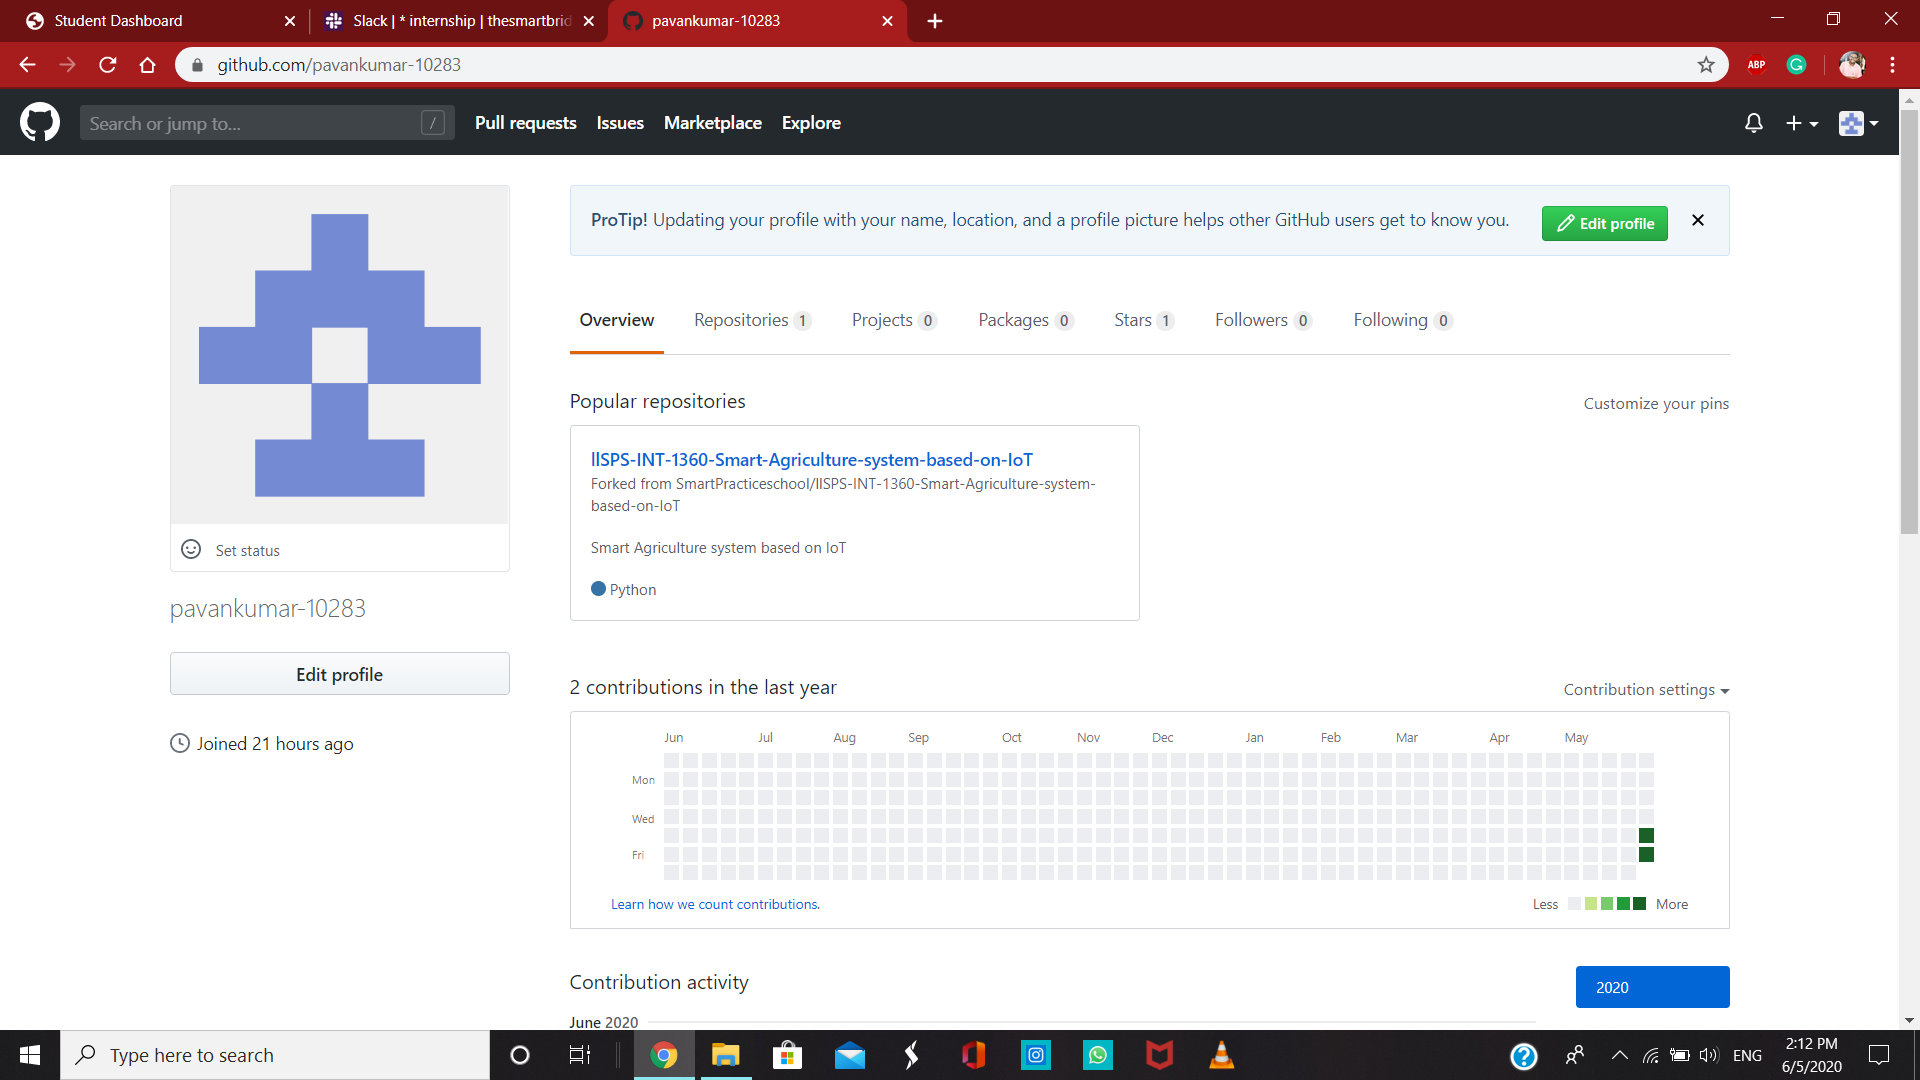 Student Dashboard
Slack | * internship | thesmartbrid
pavankumar-10283
github.com/pavankumar-10283
ABP
Search or jump to...
/
Pull requests
Issues
Marketplace
Explore
ProTip! Updating your profile with your name, location, and a profile picture helps other GitHub users get to know you.
Edit profile
Overview
Repositories 1
Projects 0
Packages 0
Stars 1
Followers 0
Following 0
Popular repositories
Customize your pins
llSPS-INT-1360-Smart-Agriculture-system-based-on-IoT
Forked from SmartPracticeschool/llSPS-INT-1360-Smart-Agriculture-system-
based-on-IoT
Smart Agriculture system based on IoT
Python
Set status
pavankumar-10283
Edit profile
Joined 21 hours ago
2 contributions in the last year
Contribution settings
Jun Jul Aug Sep Oct Nov Dec Jan Feb Mar Apr May
Mon
Wed
Fri
Learn how we count contributions.
Less
More
Contribution activity
2020
June 2020
Type here to search
ENG
2:12 PM
6/5/2020